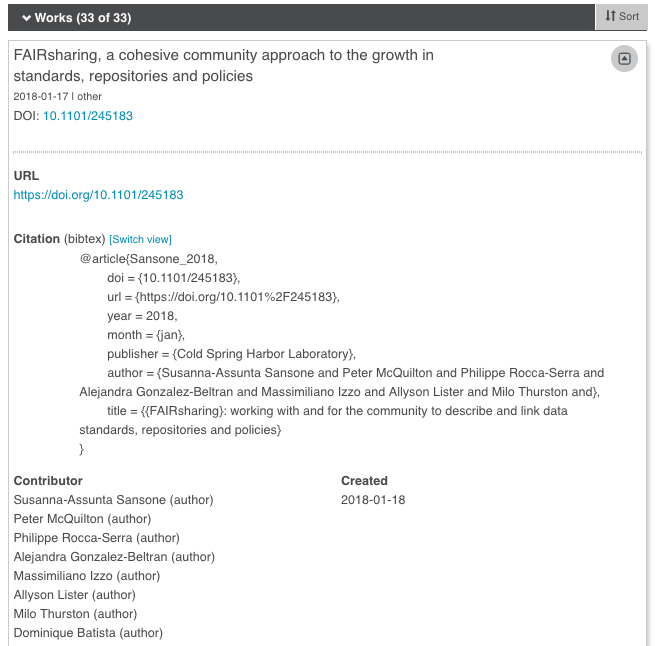 Works (33 of 33)
Sort
FAIRsharing, a cohesive community approach to the growth in
standards, repositories and policies
2018-01-17 | other
DOI: 10.1101/245183
URL
https://doi.org/10.1101/245183
Citation (bibtex) [Switch view]
@article{Sansone_2018,
doi = {10.1101/245183},
url = {https://doi.org/10.1101%2F245183},
year = 2018,
month = {jan},
publisher = {Cold Spring Harbor Laboratory},
author = {Susanna-Assunta Sansone and Peter McQuilton and Philippe Rocca-Serra and
Alejandra Gonzalez-Beltran and Massimiliano Izzo and Allyson Lister and Milo Thurston and},
title = {{FAIRsharing}: working with and for the community to describe and link data
standards, repositories and policies}
}
Contributor
Susanna-Assunta Sansone (author)
Peter McQuilton (author)
Philippe Rocca-Serra (author)
Alejandra Gonzalez-Beltran (author)
Massimiliano Izzo (author)
Allyson Lister (author)
Milo Thurston (author)
Dominique Batista (author)
Created
2018-01-18